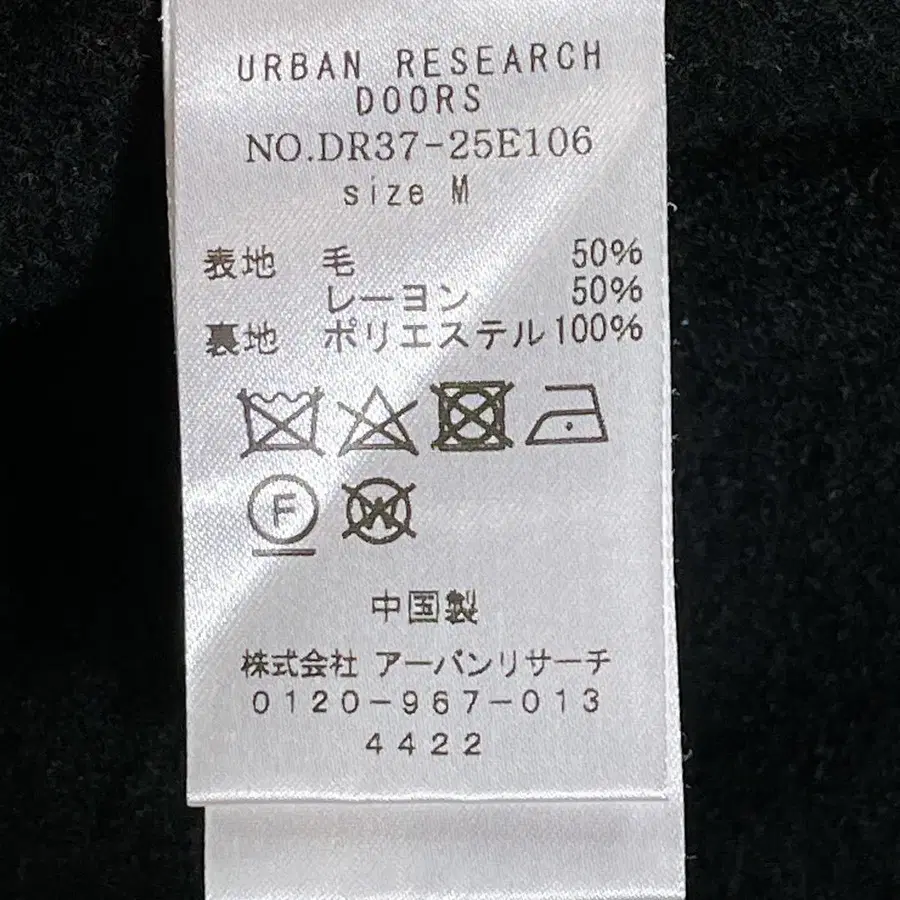 URBAN RESEARCH
DOORS
NO.DR37-25E106
size M
表地 毛 50%
レーヨン 50%
裏地 ポリエステル 100%
F W
中国製
株式会社 アーバンリサーチ
0120-967-013
4422